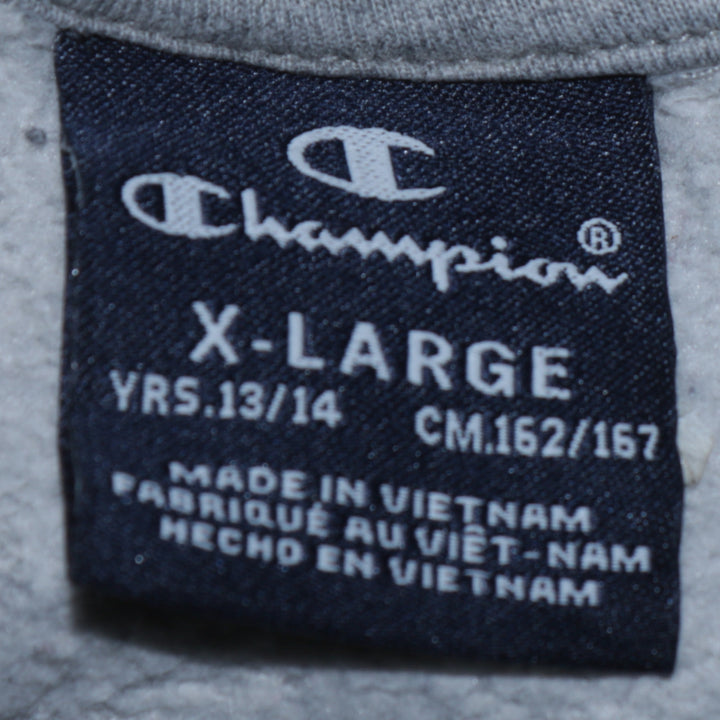 Champion®
X-LARGE
YRS.13/14 CM.162/167
MADE IN VIETNAM
FABRIQUÉ AU VIÊT-NAM
HECHO EN VIETNAM